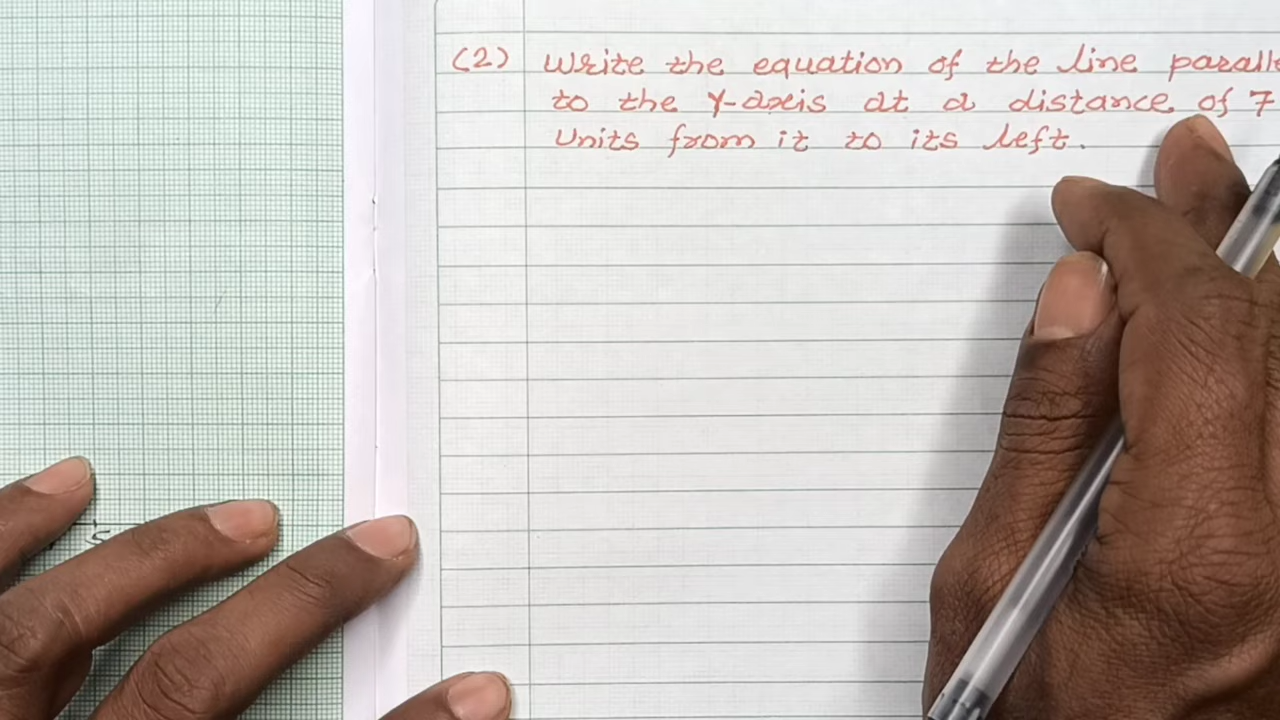 (2) Write the equation of the line paralle
to the Y-axis at a distance of 7
Units from it to its left.